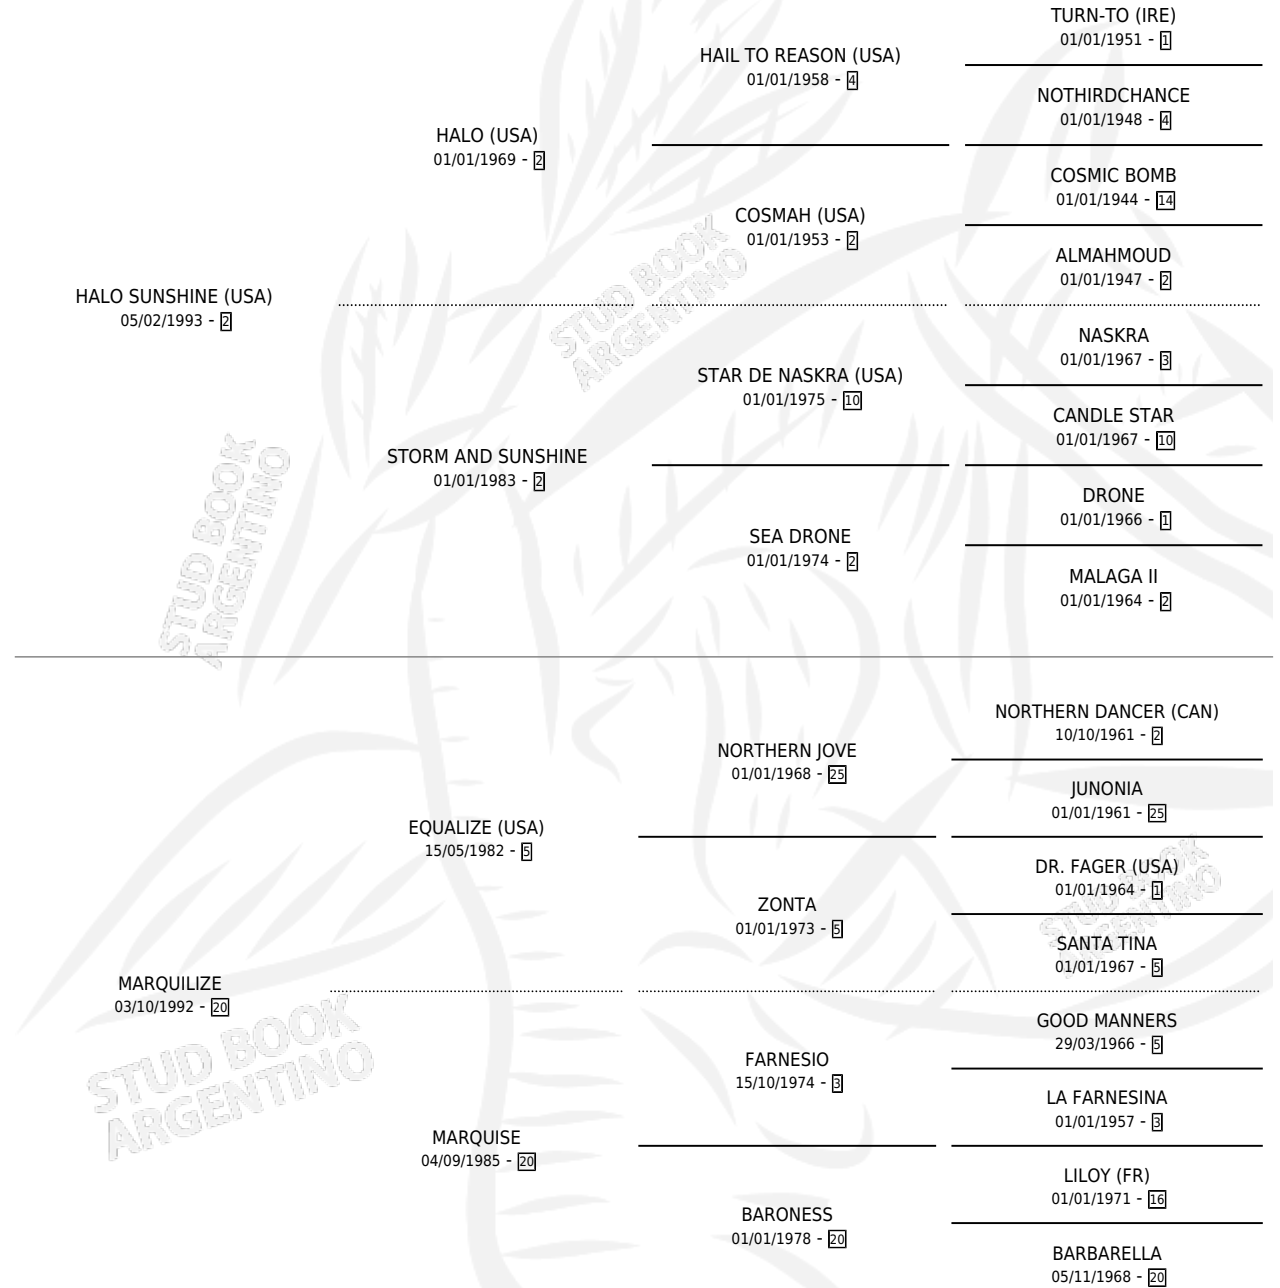 TURN-TO (IRE)
01/01/1951 - 1
HAIL TO REASON (USA)
01/01/1958 - 4
NOTHIRDCHANCE
01/01/1948 - 4
HALO (USA)
01/01/1969 - 2
COSMIC BOMB
01/01/1944 - 14
COSMAH (USA)
01/01/1953 - 2
ALMAHMOUD
01/01/1947 - 2
HALO SUNSHINE (USA)
05/02/1993 - 2
STUD BOOK
ARGENTINO
NASKRA
01/01/1967 - 3
STAR DE NASKRA (USA)
01/01/1975 - 10
CANDLE STAR
01/01/1967 - 10
STORM AND SUNSHINE
01/01/1983 - 2
DRONE
01/01/1966 - 1
SEA DRONE
01/01/1974 - 2
MALAGA II
01/01/1964 - 2
STUD BOOK
ARGENTINO
NORTHERN DANCER (CAN)
10/10/1961 - 2
NORTHERN JOVE
01/01/1968 - 25
JUNONIA
01/01/1961 - 25
EQUALIZE (USA)
15/05/1982 - 5
DR. FAGER (USA)
01/01/1964 - 1
ZONTA
01/01/1973 - 5
SANTA TINA
01/01/1967 - 5
STUD BOOK
ARGENTINO
MARQUILIZE
03/10/1992 - 20
GOOD MANNERS
29/03/1966 - 5
FARNESIO
15/10/1974 - 3
LA FARNESINA
01/01/1957 - 3
STUD BOOK
ARGENTINO
MARQUISE
04/09/1985 - 20
LILOY (FR)
01/01/1971 - 16
BARONESS
01/01/1978 - 20
BARBARELLA
05/11/1968 - 20